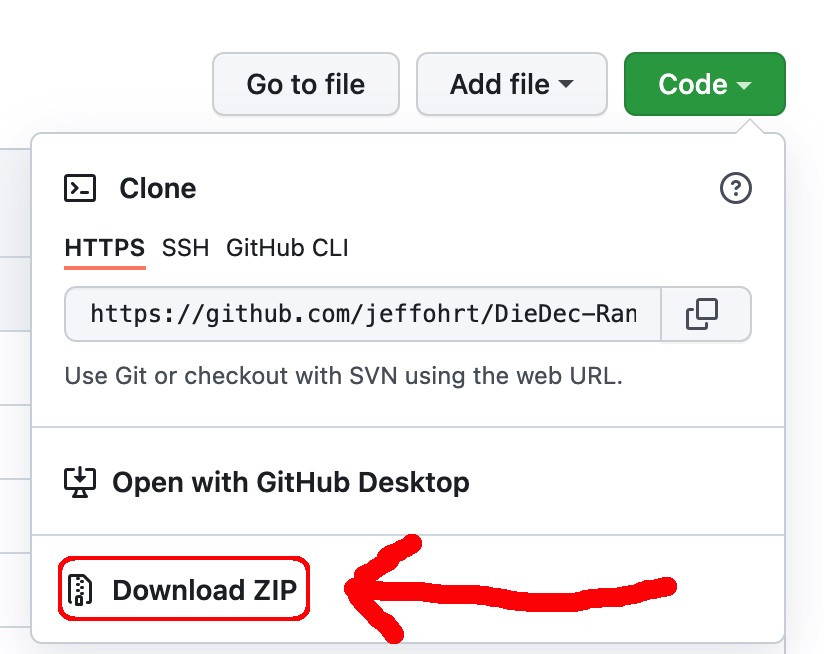 Go to file Add file Code
Clone
HTTPS SSH GitHub CLI
https://github.com/jeffohrt/DieDec-Ran
Use Git or checkout with SVN using the web URL.
Open with GitHub Desktop
Download ZIP